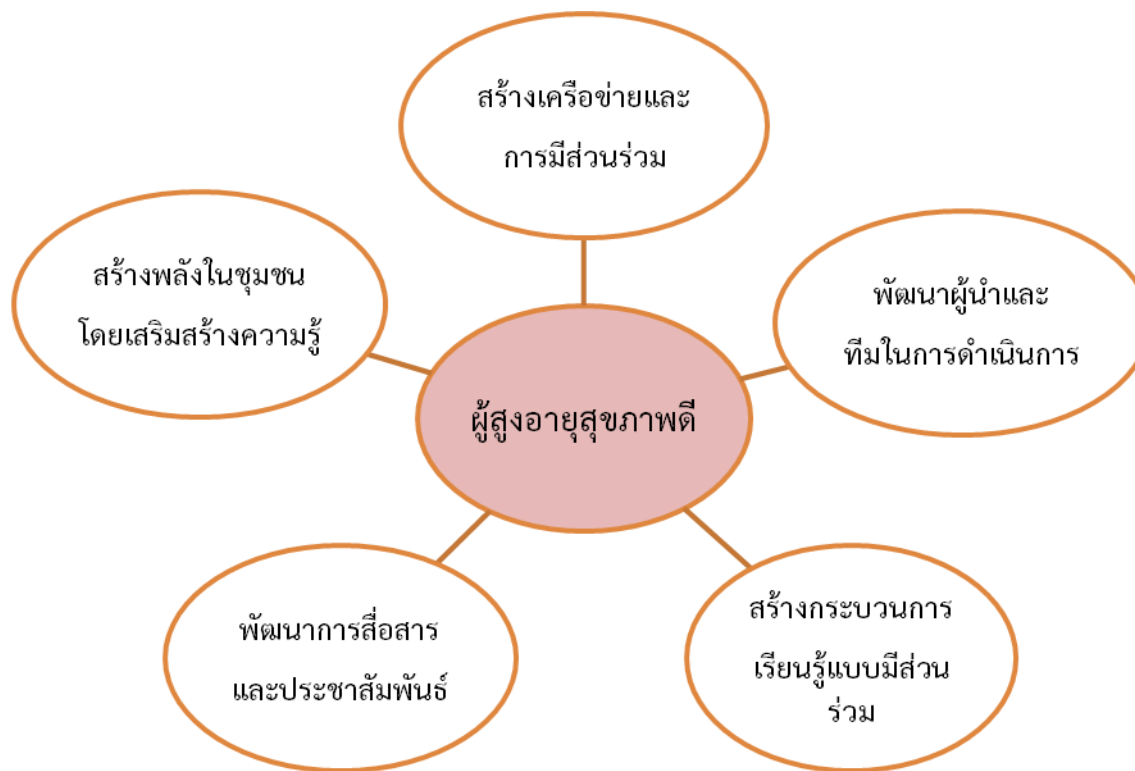 สร้างเครือข่ายและ
การมีส่วนร่วม
สร้างพลังในชุมชน
โดยเสริมสร้างความรู้
พัฒนาผู้นำและ
ทีมในการดำเนินการ
ผู้สูงอายุสุขภาพดี
พัฒนาการสื่อสาร
และประชาสัมพันธ์
สร้างกระบวนการ
เรียนรู้แบบมีส่วน
ร่วม